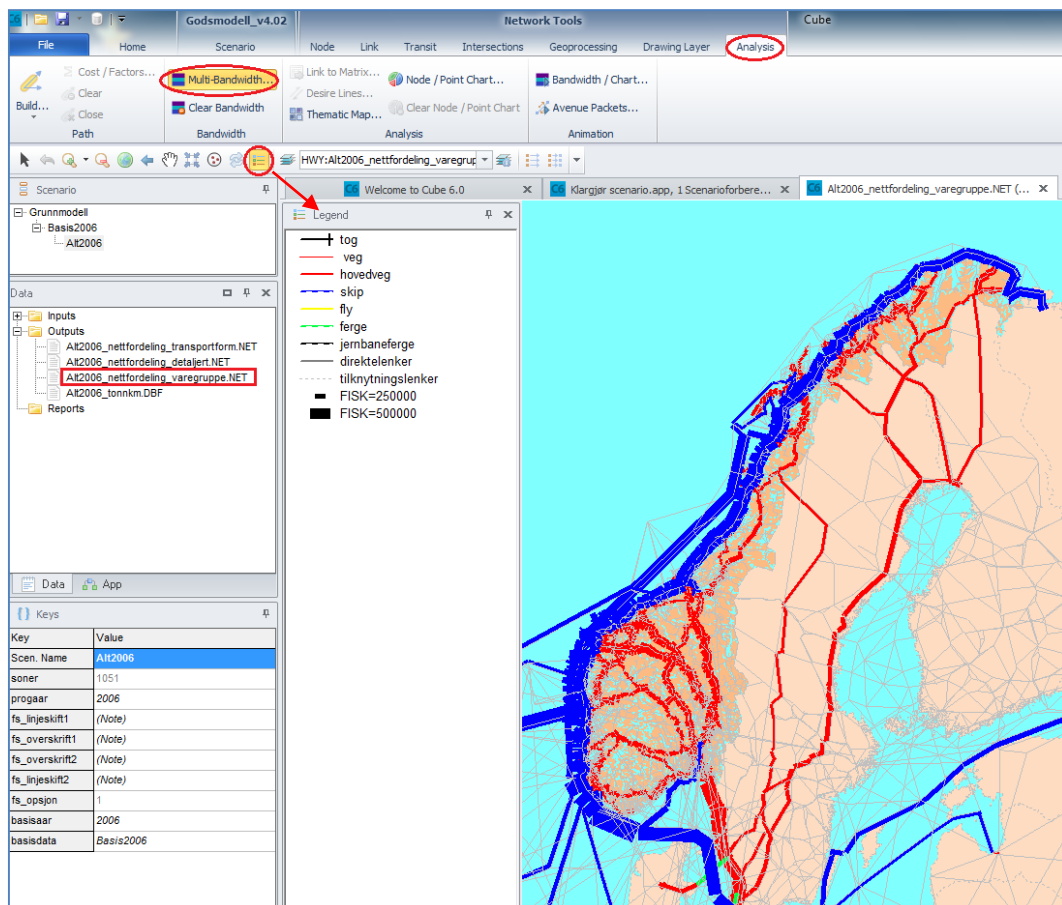 Godsmodell_v4.02 Network Tools Cube
File Home Scenario Node Link Transit Intersections Geoprocessing Drawing Layer Analysis
Build...
Cost / Factors...
Clear
Close
Path
Multi-Bandwidth...
Clear Bandwidth
Bandwidth
Link to Matrix...
Desire Lines...
Thematic Map...
Node / Point Chart...
Clear Node / Point Chart
Analysis
Bandwidth / Chart...
Avenue Packets...
Animation
HWY:Alt2006_nettfordeling_varegrup
Scenario
Grunnmodell
Basis2006
Alt2006
Data
Inputs
Outputs
Alt2006_nettfordeling_transportform.NET
Alt2006_nettfordeling_detaljert.NET
Alt2006_nettfordeling_varegruppe.NET
Alt2006_tonnkm.DBF
Reports
Data App
Keys
Key Value
Scen. Name Alt2006
soner 1051
progaar 2006
fs_linjeskift1 (Note)
fs_overskrift1 (Note)
fs_overskrift2 (Note)
fs_linjeskift2 (Note)
fs_opsjon 1
basisaar 2006
basisdata Basis2006
Welcome to Cube 6.0
Klargjør scenario.app, 1 Scenarioforbere...
Alt2006_nettfordeling_varegruppe.NET (...
Legend
tog
veg
hovedveg
skip
fly
ferge
jernbaneferge
direktelenker
tilknytningslenker
FISK=250000
FISK=500000